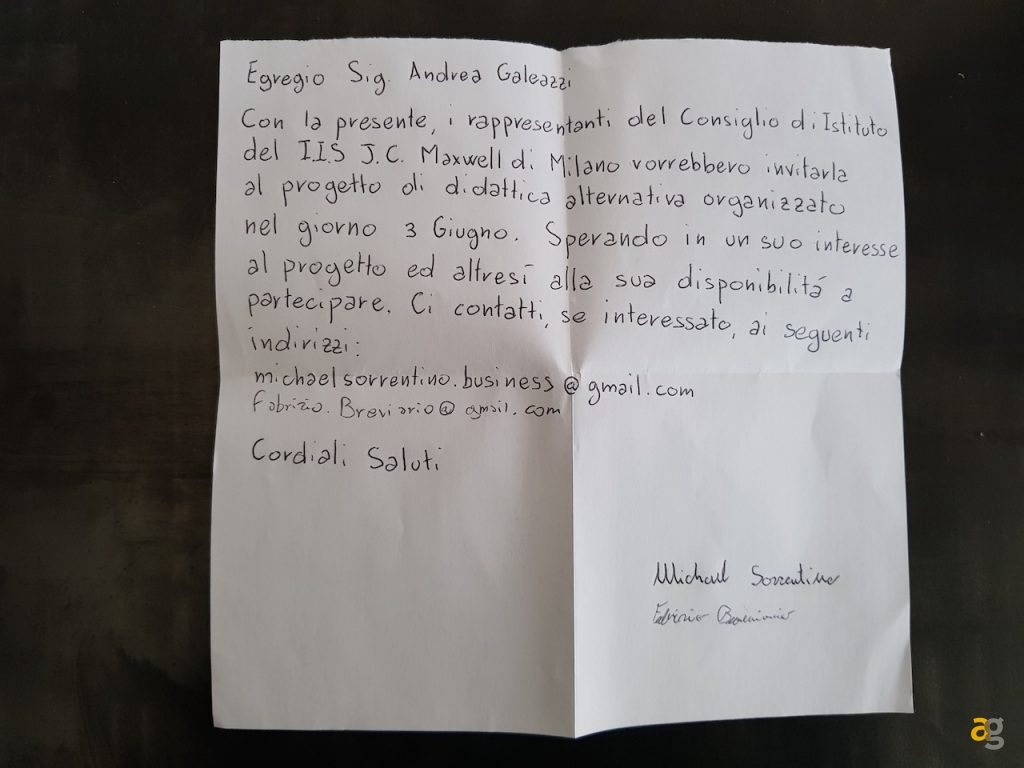 Egregio Sig. Andrea Galeazzi
Con la presente, i rappresentanti del Consiglio di Istituto
del I.I.S J.C. Maxwell di Milano vorrebbero invitarla
al progetto di didattica alternativa organizzato
nel giorno 3 Giugno. Sperando in un suo interesse
al progetto ed altresí alla sua disponibilitá a
partecipare. Ci contatti, se interessato, ai seguenti
indirizzi:
michaelsorrentino.business@gmail.com
Fabrizio.Breviario@gmail.com
Cordiali Saluti
Michael Sorrentino
Fabrizio
ag